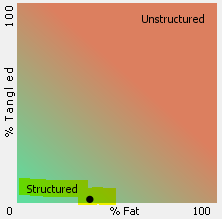 100
Unstructured
% Tangled
Structured
0
% Fat
100